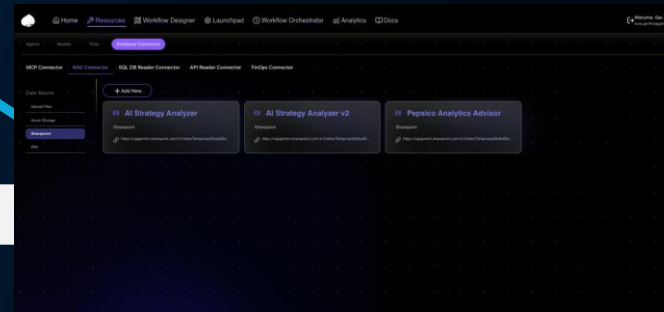 Home Resources Workflow Designer Launchpad Workflow Orchestrator Analytics Docs
Welcome,
Agents Models Tools Enterprise Connectors
MCP Connector RAG Connector SQL DB Reader Connector API Reader Connector FinOps Connector
Data Source
+ Add New
Upload Files
Azure Storage
Sharepoint
AI Strategy Analyzer
Sharepoint
AI Strategy Analyzer v2
Sharepoint
Pepsico Analytics Advisor
Sharepoint